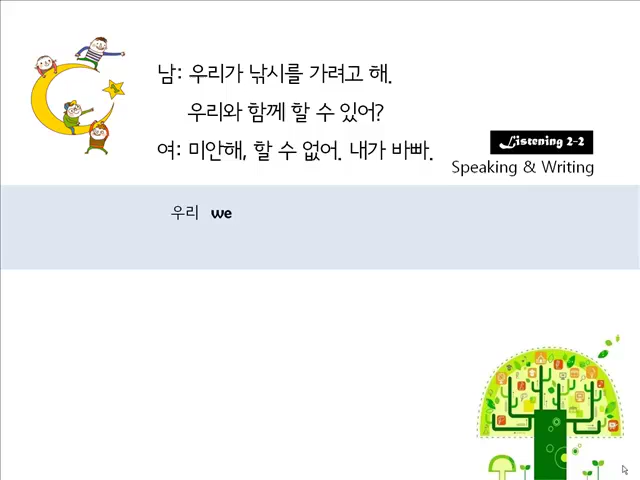 남: 우리가 낚시를 가려고 해.
우리와 함께 할 수 있어?
여: 미안해, 할 수 없어. 내가 바빠.
Listening 2-2
Speaking & Writing
우리 we